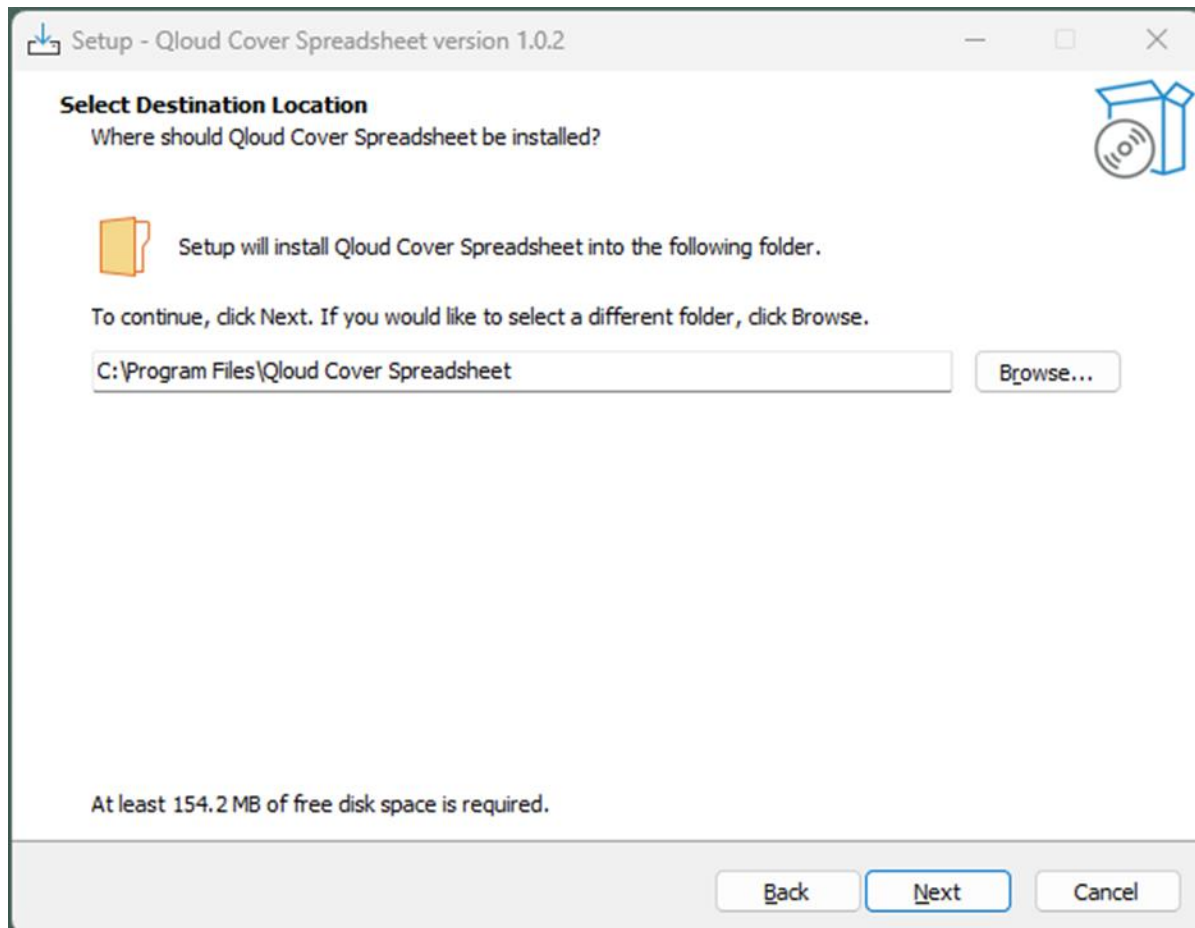 Setup - Qloud Cover Spreadsheet version 1.0.2
Select Destination Location
Where should Qloud Cover Spreadsheet be installed?
Setup will install Qloud Cover Spreadsheet into the following folder.
To continue, click Next. If you would like to select a different folder, click Browse.
C:\Program Files\Qloud Cover Spreadsheet
Browse...
At least 154.2 MB of free disk space is required.
Back Next Cancel